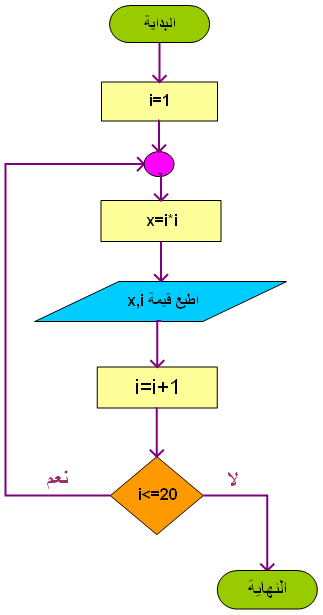 البداية
i=1
x=i*i
اطبع قيمة x,i
i=i+1
i<=20
نعم
لا
النهاية